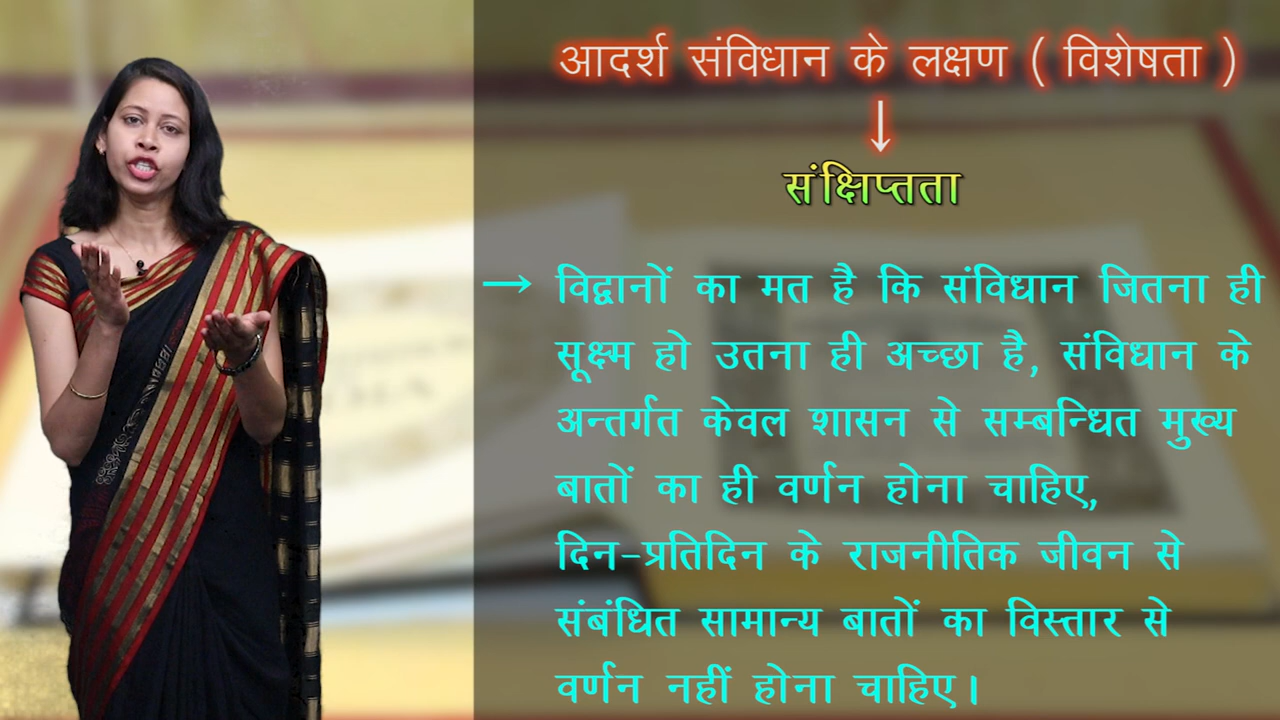 आदर्श संविधान के लक्षण ( विशेषता )
↓
संक्षिप्तता
→ विद्वानों का मत है कि संविधान जितना ही
सूक्ष्म हो उतना ही अच्छा है, संविधान के
अन्तर्गत केवल शासन से सम्बन्धित मुख्य
बातों का ही वर्णन होना चाहिए,
दिन-प्रतिदिन के राजनीतिक जीवन से
संबंधित सामान्य बातों का विस्तार से
वर्णन नहीं होना चाहिए।